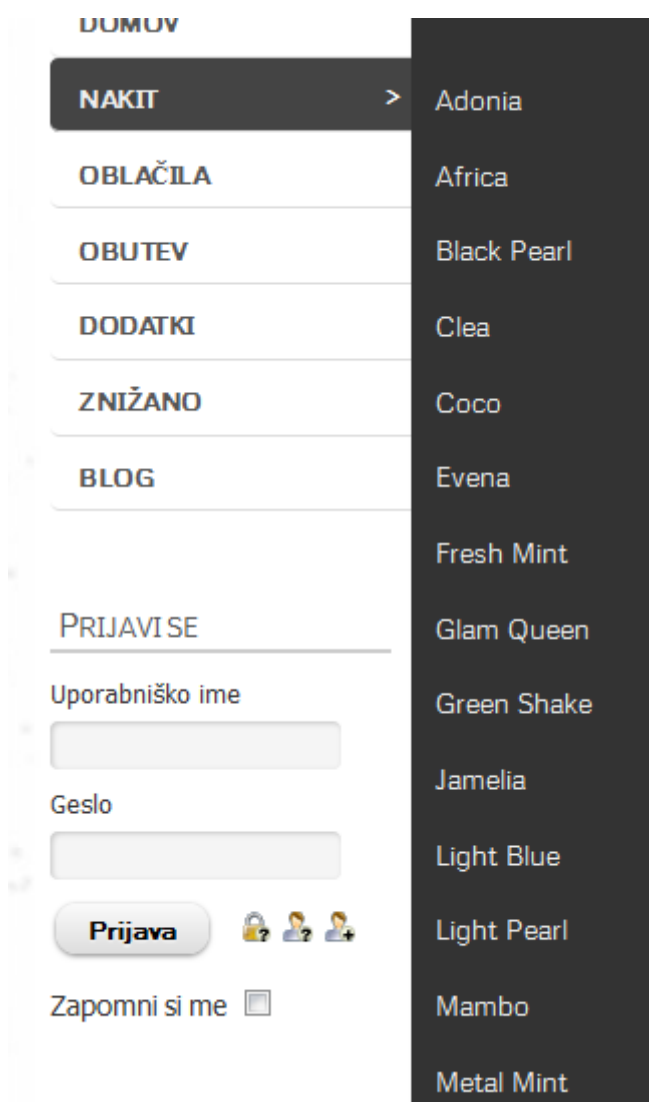 DOMOV
NAKIT >
OBLAČILA
OBUTEV
DODATKI
ZNIŽANO
BLOG
PRIJAVI SE
Uporabniško ime
Geslo
Prijava
Zapomni si me
Adonia
Africa
Black Pearl
Clea
Coco
Evena
Fresh Mint
Glam Queen
Green Shake
Jamelia
Light Blue
Light Pearl
Mambo
Metal Mint